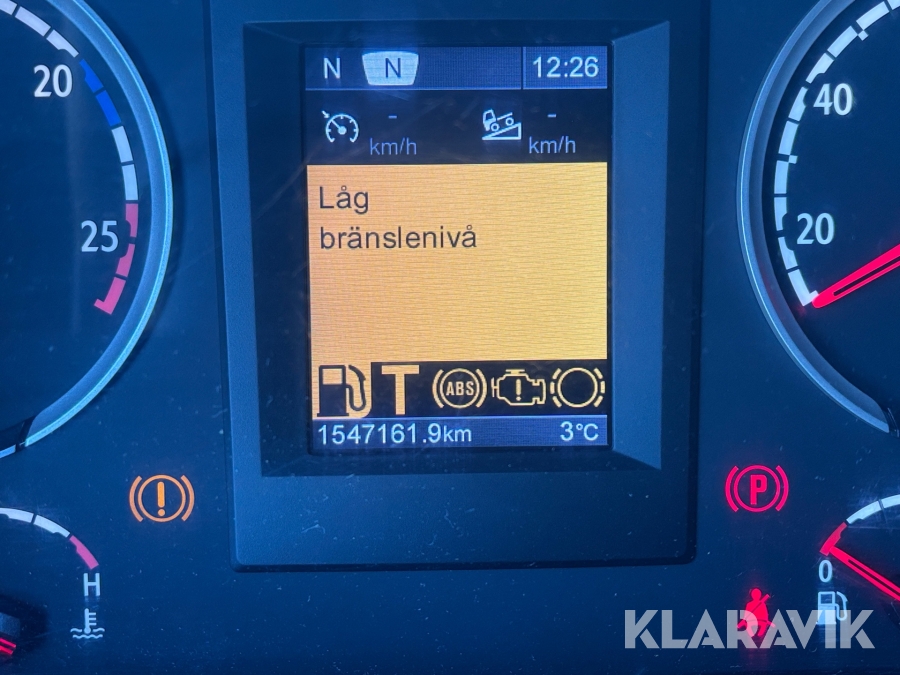 20
25
N N 12:26
- -
km/h km/h
Låg
bränslenivå
T ABS
1547161.9km 3°C
40
20
P
H
0
KLARAVIK